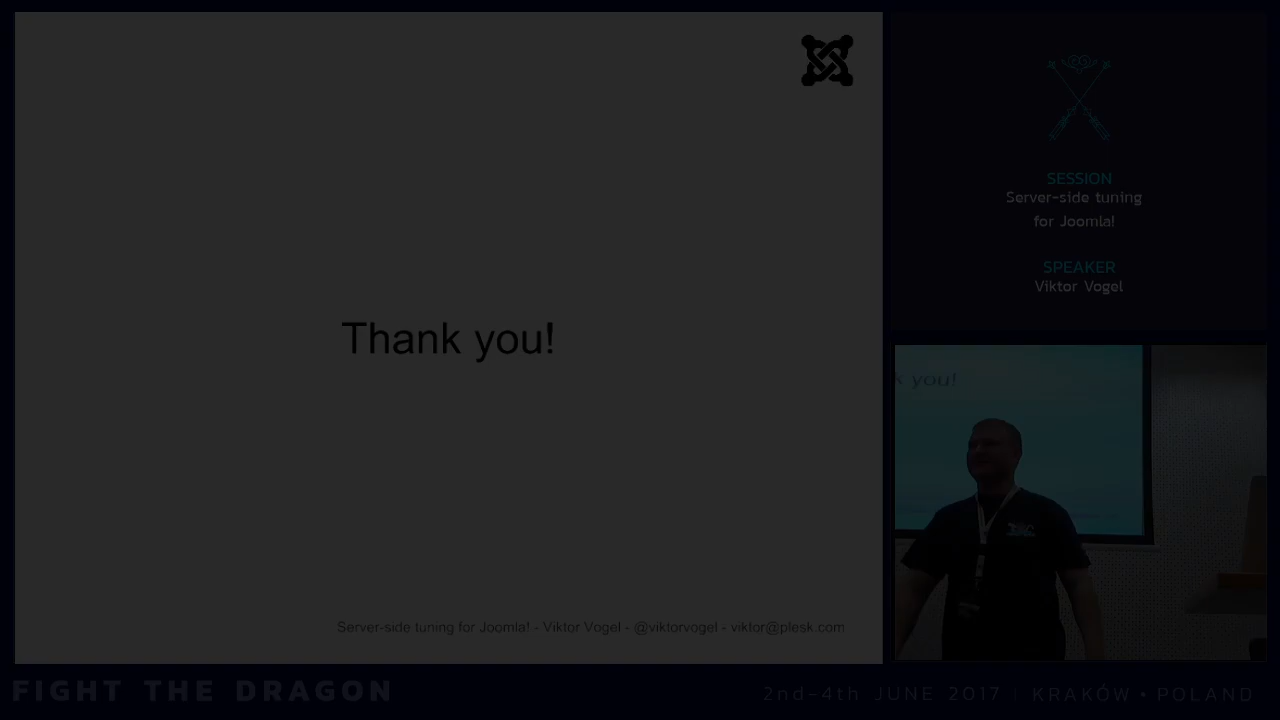 Thank you!
Server-side tuning for Joomla! - Viktor Vogel - @viktorvogel - viktor@plesk.com
SESSION
Server-side tuning
for Joomla!
SPEAKER
Viktor Vogel
k you!
FIGHT THE DRAGON
2nd-4th JUNE 2017 | KRAKÓW • POLAND